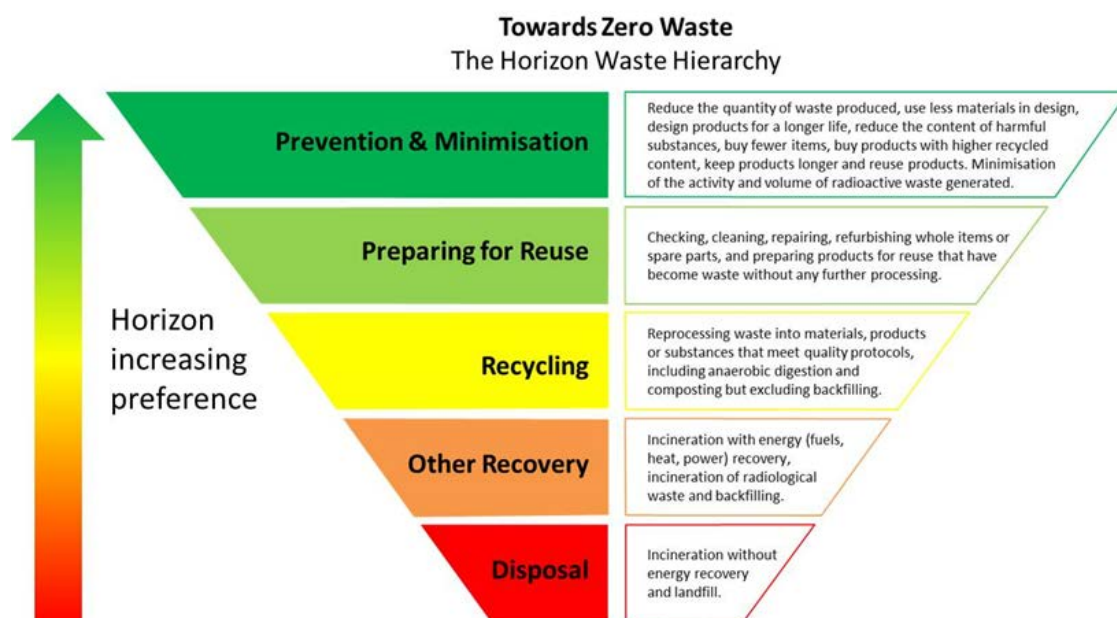 Towards Zero Waste
The Horizon Waste Hierarchy
Horizon
increasing
preference
Prevention & Minimisation
Reduce the quantity of waste produced, use less materials in design,
design products for a longer life, reduce the content of harmful
substances, buy fewer items, buy products with higher recycled
content, keep products longer and reuse products. Minimisation
of the activity and volume of radioactive waste generated.
Preparing for Reuse
Checking, cleaning, repairing, refurbishing whole items or
spare parts, and preparing products for reuse that have
become waste without any further processing.
Recycling
Reprocessing waste into materials, products
or substances that meet quality protocols,
including anaerobic digestion and
composting but excluding backfilling.
Other Recovery
Incineration with energy (fuels,
heat, power) recovery,
incineration of radiological
waste and backfilling.
Disposal
Incineration without
energy recovery
and landfill.